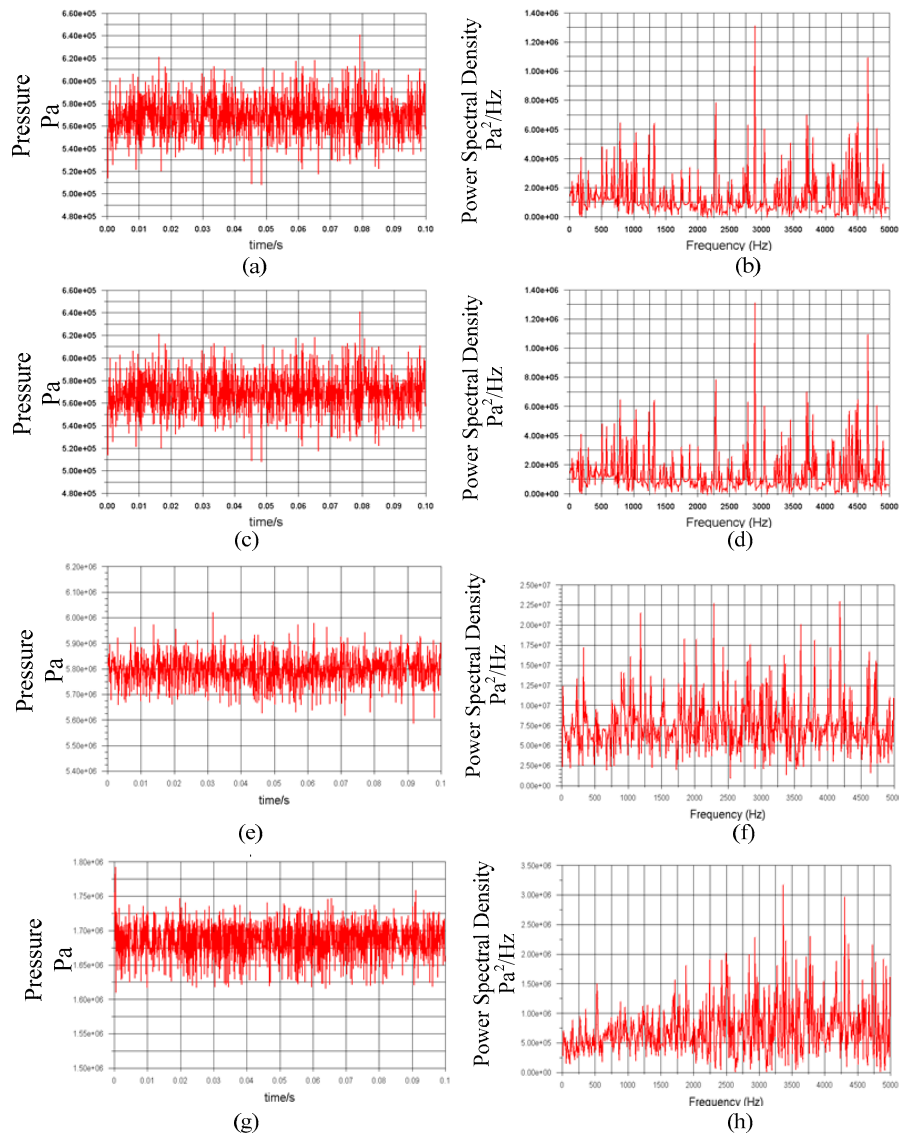 Pressure
Pa
6.60e+05
6.40e+05
6.20e+05
6.00e+05
5.80e+05
5.60e+05
5.40e+05
5.20e+05
5.00e+05
4.80e+05
0.00 0.01 0.02 0.03 0.04 0.05 0.06 0.07 0.08 0.09 0.10
time/s
(a)
Power Spectral Density
Pa²/Hz
1.40e+06
1.20e+06
1.00e+06
8.00e+05
6.00e+05
4.00e+05
2.00e+05
0.00e+00
0 500 1000 1500 2000 2500 3000 3500 4000 4500 5000
Frequency (Hz)
(b)
Pressure
Pa
6.60e+05
6.40e+05
6.20e+05
6.00e+05
5.80e+05
5.60e+05
5.40e+05
5.20e+05
5.00e+05
4.80e+05
0.00 0.01 0.02 0.03 0.04 0.05 0.06 0.07 0.08 0.09 0.10
time/s
(c)
Power Spectral Density
Pa²/Hz
1.40e+06
1.20e+06
1.00e+06
8.00e+05
6.00e+05
4.00e+05
2.00e+05
0.00e+00
0 500 1000 1500 2000 2500 3000 3500 4000 4500 5000
Frequency (Hz)
(d)
Pressure
Pa
6.20e+06
6.00e+06
5.90e+06
5.80e+06
5.70e+06
5.60e+06
5.40e+06
0 0.01 0.02 0.03 0.04 0.05 0.06 0.07 0.08 0.09 0.1
time/s
(e)
Power Spectral Density
Pa²/Hz
2.50e+07
2.25e+07
2.00e+07
1.75e+07
1.50e+07
1.25e+07
1.00e+07
7.50e+06
5.00e+06
2.50e+06
0.00e+00
0 500 1000 1500 2000 2500 3000 3500 4000 4500 5000
Frequency (Hz)
(f)
Pressure
Pa
1.80e+06
1.75e+06
1.70e+06
1.65e+06
1.60e+06
1.55e+06
1.50e+06
0 0.01 0.02 0.03 0.04 0.05 0.06 0.07 0.08 0.09 0.1
time/s
(g)
Power Spectral Density
Pa²/Hz
3.50e+06
3.00e+06
2.50e+06
2.00e+06
1.50e+06
1.00e+06
5.00e+05
0.00e+00
0 500 1000 1500 2000 2500 3000 3500 4000 4500 5000
Frequency (Hz)
(h)